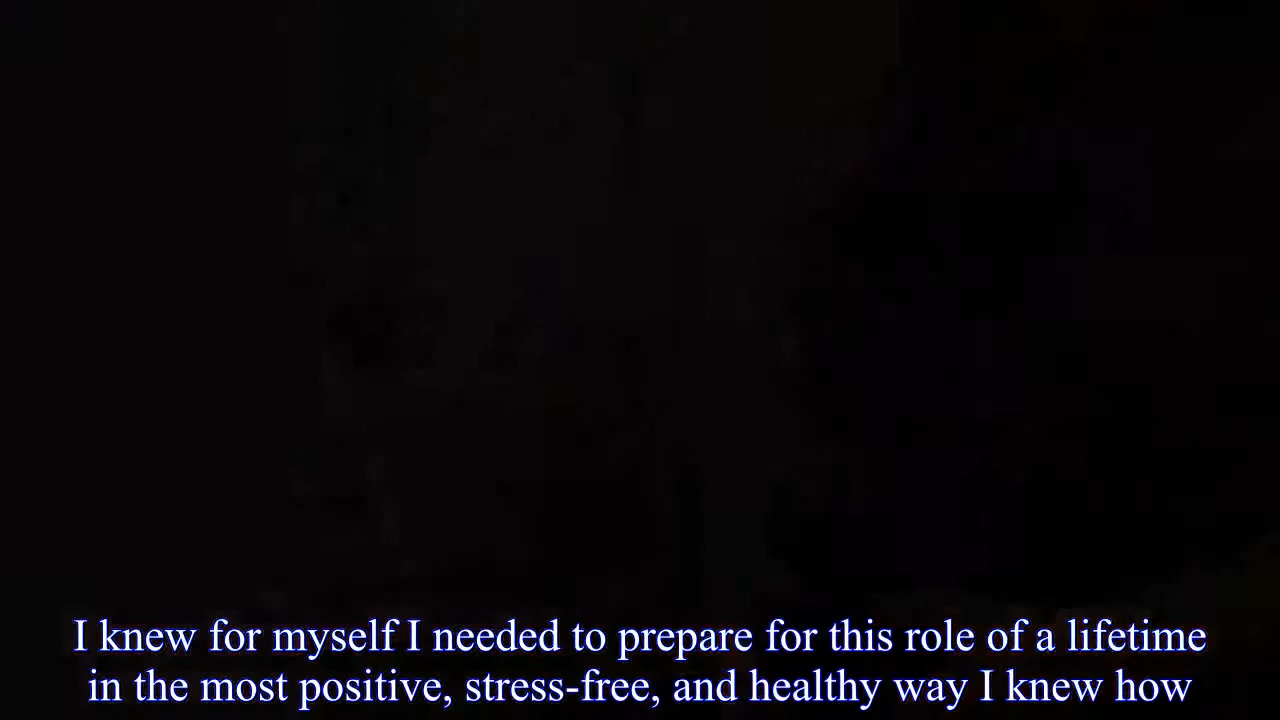 I knew for myself I needed to prepare for this role of a lifetime
in the most positive, stress-free, and healthy way I knew how